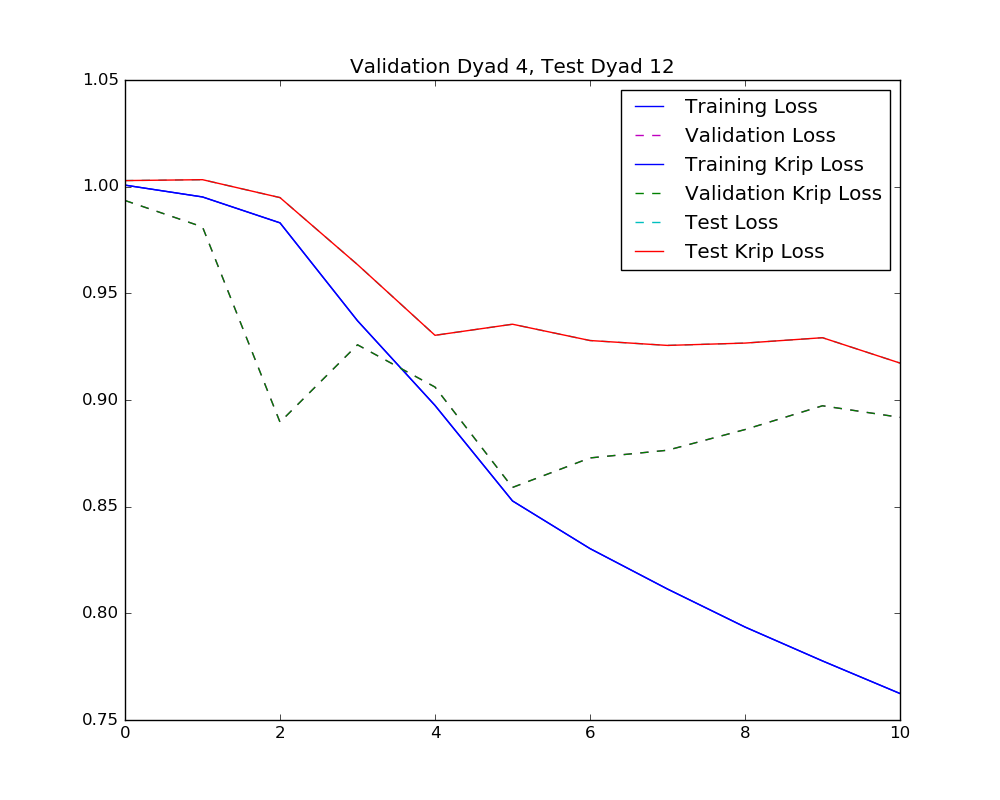 Validation Dyad 4, Test Dyad 12
1.05
1.00
0.95
0.90
0.85
0.80
0.75
0 2 4 6 8 10
Training Loss
Validation Loss
Training Krip Loss
Validation Krip Loss
Test Loss
Test Krip Loss